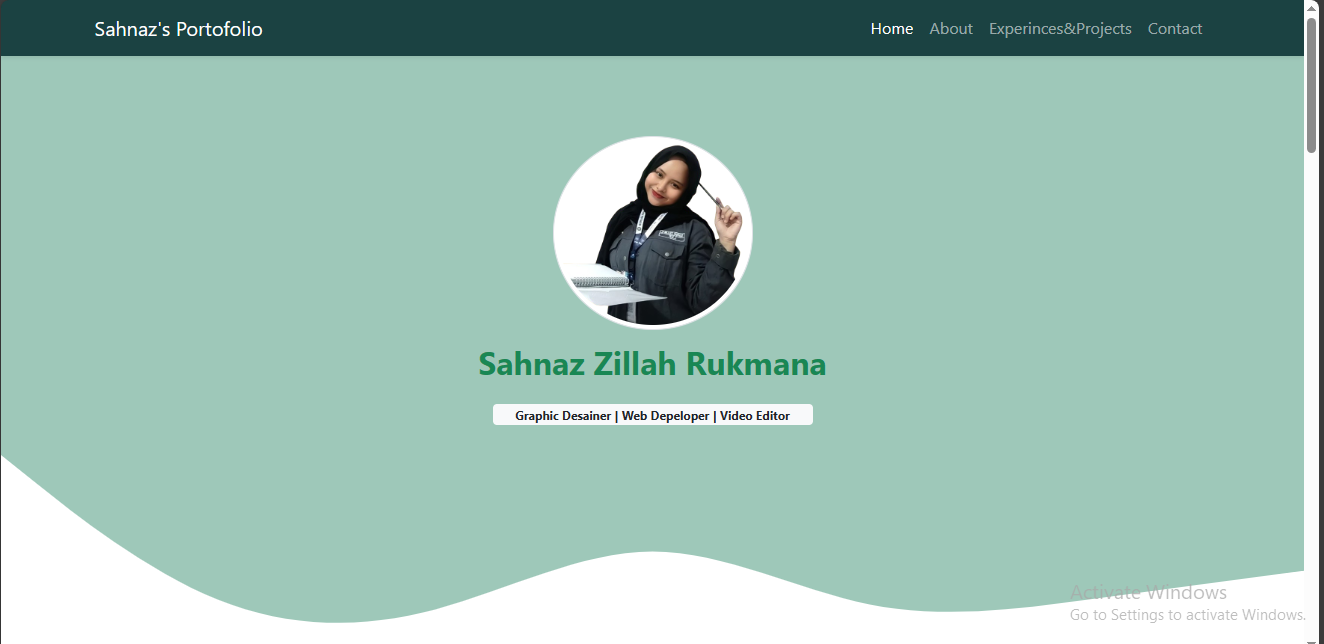 Sahnaz's Portofolio
Home About Experinces&Projects Contact
Sahnaz Zillah Rukmana
Graphic Desainer | Web Depeloper | Video Editor
Activate Windows
Go to Settings to activate Windows.